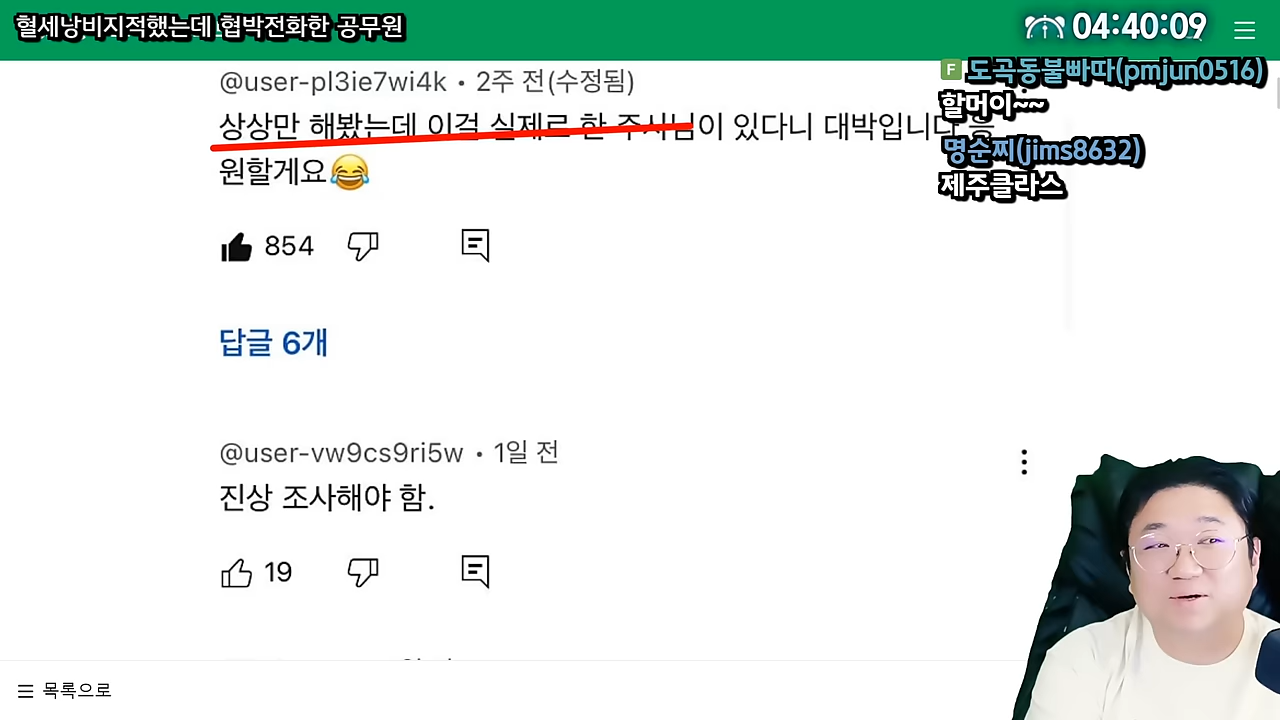 혈세낭비지적했는데 협박전화한 공무원
04:40:09
F 도곡동불빠따(pmjun0516)
할머이~~
명순찌(jims8632)
제주클라스
@user-pl3ie7wi4k • 2주 전(수정됨)
상상만 해봤는데 이걸 실제로 한 주사님이 있다니 대박입니다
원할게요😂
854
답글 6개
@user-vw9cs9ri5w • 1일 전
진상 조사해야 함.
19
목록으로